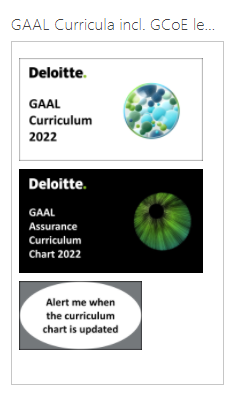 GAAL Curricula incl. GCoE le...
Deloitte.
GAAL
Curriculum
2022
Deloitte.
GAAL
Assurance
Curriculum
Chart 2022
Alert me when
the curriculum
chart is updated